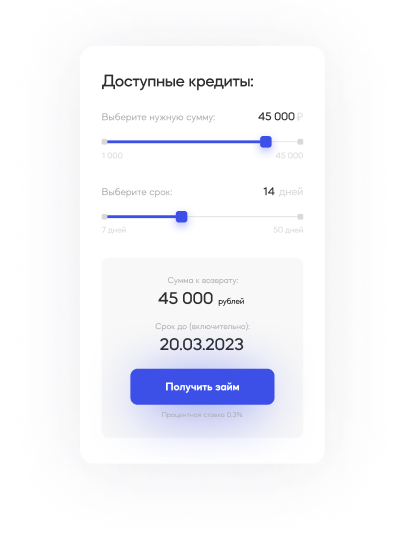 Доступные кредиты:
Выберите нужную сумму: 45 000 ₽
1 000 45 000
Выберите срок: 14 дней
7 дней 50 дней
Сумма к возврату:
45 000 рублей
Срок до (включительно):
20.03.2023
Получить займ
Процентная ставка 0,3%